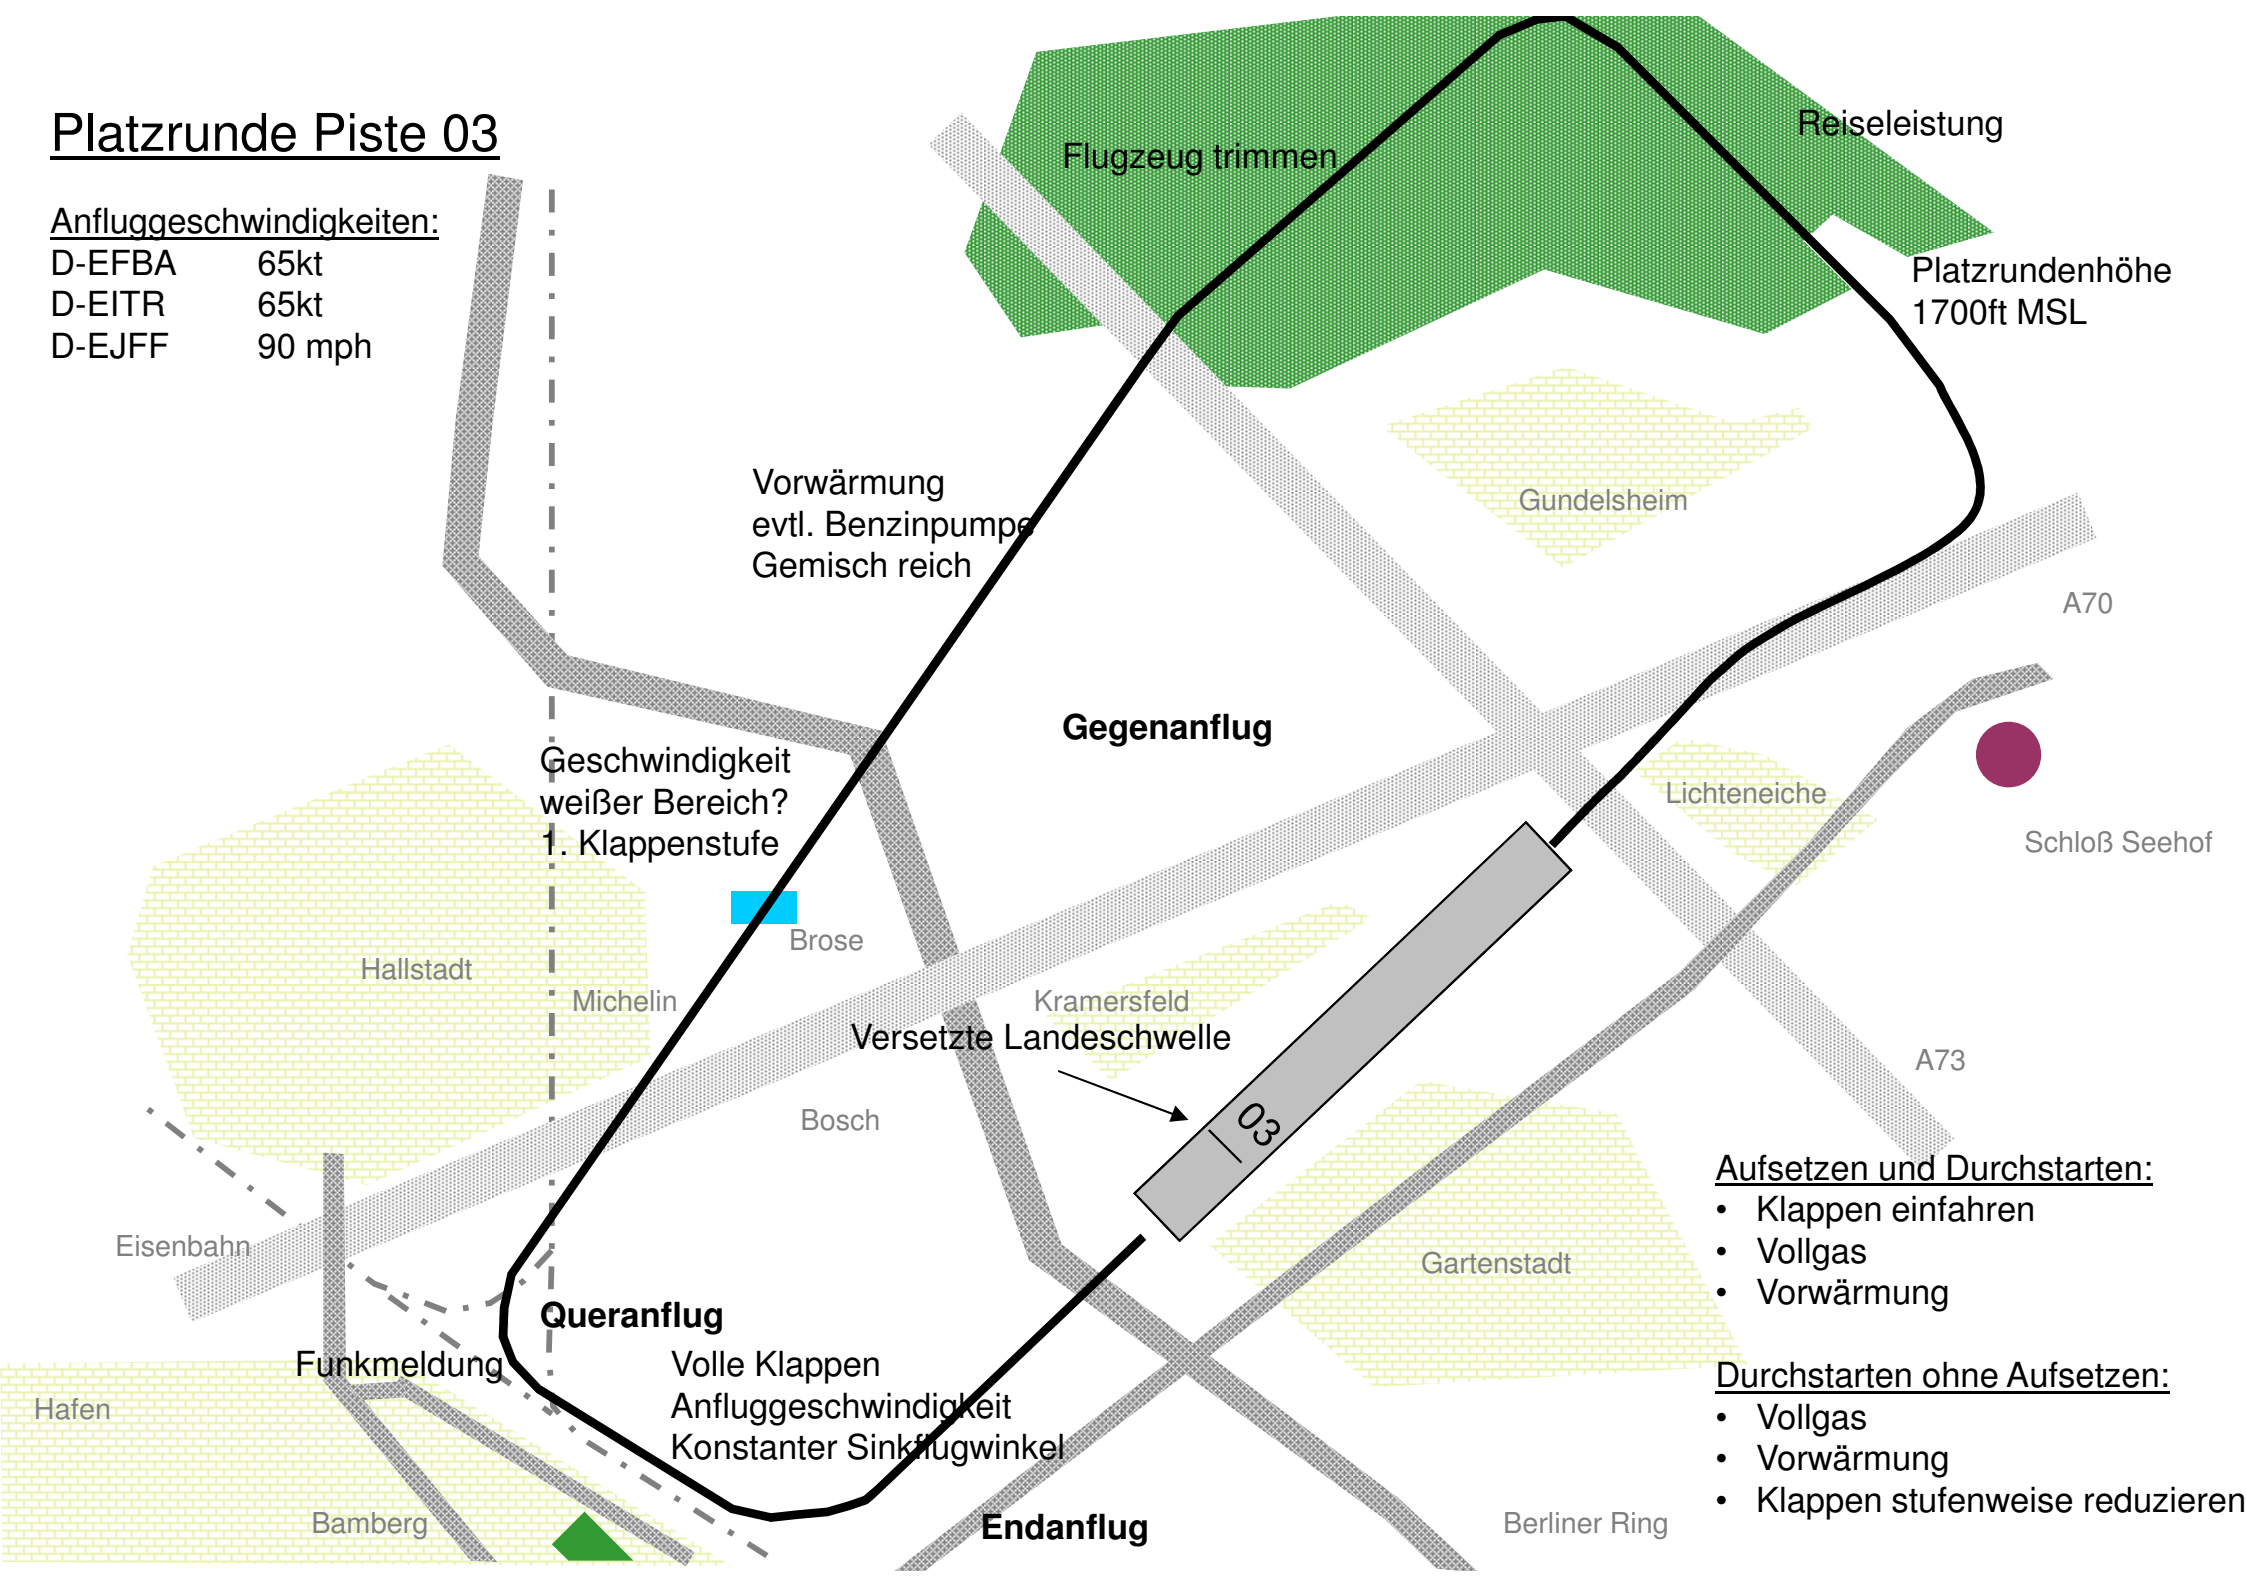 Platzrunde Piste 03
Anfluggeschwindigkeiten:
D-EFBA 65kt
D-EITR 65kt
D-EJFF 90 mph
Reiseleistung
Flugzeug trimmen
Platzrundenhöhe
1700ft MSL
Vorwärmung
evtl. Benzinpumpe
Gemisch reich
Gundelsheim
A70
Gegenanflug
Geschwindigkeit
weißer Bereich?
1. Klappenstufe
Lichteneiche
Schloß Seehof
Brose
Hallstadt
Michelin
Kramersfeld
Versetzte Landeschwelle
A73
Bosch
03
Eisenbahn
Gartenstadt
Queranflug
Funkmeldung
Volle Klappen
Anfluggeschwindigkeit
Konstanter Sinkflugwinkel
Hafen
Bamberg
Endanflug
Berliner Ring
Aufsetzen und Durchstarten:
• Klappen einfahren
• Vollgas
• Vorwärmung
Durchstarten ohne Aufsetzen:
• Vollgas
• Vorwärmung
• Klappen stufenweise reduzieren